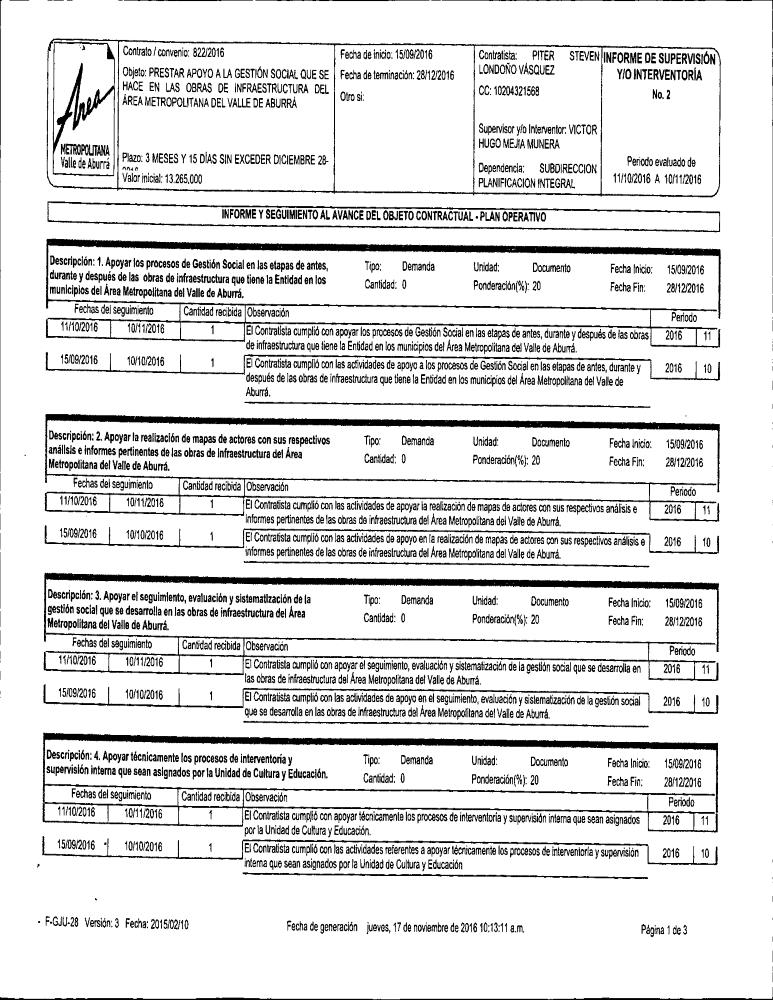 Área
METROPOLITANA
Valle de Aburrá
Contrato / convenio: 822/2016
Objeto: PRESTAR APOYO A LA GESTIÓN SOCIAL QUE SE
HACE EN LAS OBRAS DE INFRAESTRUCTURA DEL
ÁREA METROPOLITANA DEL VALLE DE ABURRÁ
Plazo: 3 MESES Y 15 DÍAS SIN EXCEDER DICIEMBRE 28-
Valor inicial: 13.265,000
Fecha de inicio: 15/09/2016
Fecha de terminación: 28/12/2016
Otro si:
Contratista: PITER STEVEN
LONDOÑO VÁSQUEZ
CC: 10204321568
Supervisor y/o Interventor: VICTOR
HUGO MEJIA MUNERA
Dependencia: SUBDIRECCION
PLANIFICACION INTEGRAL
INFORME DE SUPERVISIÓN
Y/O INTERVENTORÍA
No. 2
Periodo evaluado de
11/10/2016 A 10/11/2016
INFORME Y SEGUIMIENTO AL AVANCE DEL OBJETO CONTRACTUAL - PLAN OPERATIVO
Descripción: 1. Apoyar los procesos de Gestión Social en las etapas de antes,
durante y después de las obras de infraestructura que tiene la Entidad en los
municipios del Área Metropolitana del Valle de Aburrá.
Tipo: Demanda Unidad: Documento Fecha Inicio: 15/09/2016
Cantidad: 0 Ponderación(%): 20 Fecha Fin: 28/12/2016
Fechas del seguimiento Cantidad recibida Observación Periodo
11/10/2016 10/11/2016 1 El Contratista cumplió con apoyar los procesos de Gestión Social en las etapas de antes, durante y después de las obras 2016 11
de infraestructura que tiene la Entidad en los municipios del Área Metropolitana del Valle de Aburrá.
15/09/2016 10/10/2016 1 El Contratista cumplió con las actividades de apoyo a los procesos de Gestión Social en las etapas de antes, durante y 2016 10
después de las obras de infraestructura que tiene la Entidad en los municipios del Área Metropolitana del Valle de
Aburrá.
Descripción: 2. Apoyar la realización de mapas de actores con sus respectivos
análisis e informes pertinentes de las obras de infraestructura del Área
Metropolitana del Valle de Aburrá.
Tipo: Demanda Unidad: Documento Fecha Inicio: 15/09/2016
Cantidad: 0 Ponderación(%): 20 Fecha Fin: 28/12/2016
Fechas del seguimiento Cantidad recibida Observación Periodo
11/10/2016 10/11/2016 1 El Contratista cumplió con las actividades de apoyar la realización de mapas de actores con sus respectivos análisis e 2016 11
informes pertinentes de las obras de infraestructura del Área Metropolitana del Valle de Aburrá.
15/09/2016 10/10/2016 1 El Contratista cumplió con las actividades de apoyo en la realización de mapas de actores con sus respectivos análisis e 2016 10
informes pertinentes de las obras de infraestructura del Área Metropolitana del Valle de Aburrá.
Descripción: 3. Apoyar el seguimiento, evaluación y sistematización de la
gestión social que se desarrolla en las obras de infraestructura del Área
Metropolitana del Valle de Aburrá.
Tipo: Demanda Unidad: Documento Fecha Inicio: 15/09/2016
Cantidad: 0 Ponderación(%): 20 Fecha Fin: 28/12/2016
Fechas del seguimiento Cantidad recibida Observación Periodo
11/10/2016 10/11/2016 1 El Contratista cumplió con apoyar el seguimiento, evaluación y sistematización de la gestión social que se desarrolla en 2016 11
las obras de infraestructura del Área Metropolitana del Valle de Aburrá.
15/09/2016 10/10/2016 1 El Contratista cumplió con las actividades de apoyo en el seguimiento, evaluación y sistematización de la gestión social 2016 10
que se desarrolla en las obras de infraestructura del Área Metropolitana del Valle de Aburrá.
Descripción: 4. Apoyar técnicamente los procesos de interventoría y
supervisión interna que sean asignados por la Unidad de Cultura y Educación.
Tipo: Demanda Unidad: Documento Fecha Inicio: 15/09/2016
Cantidad: 0 Ponderación(%): 20 Fecha Fin: 28/12/2016
Fechas del seguimiento Cantidad recibida Observación Periodo
11/10/2016 10/11/2016 1 El Contratista cumplió con apoyar técnicamente los procesos de interventoría y supervisión interna que sean asignados 2016 11
por la Unidad de Cultura y Educación.
15/09/2016 10/10/2016 1 El Contratista cumplió con las actividades referentes a apoyar técnicamente los procesos de interventoría y supervisión 2016 10
interna que sean asignados por la Unidad de Cultura y Educación
F-GJU-28 Versión: 3 Fecha: 2015/02/10
Fecha de generación jueves, 17 de noviembre de 2016 10:13:11 a.m.
Página 1 de 3